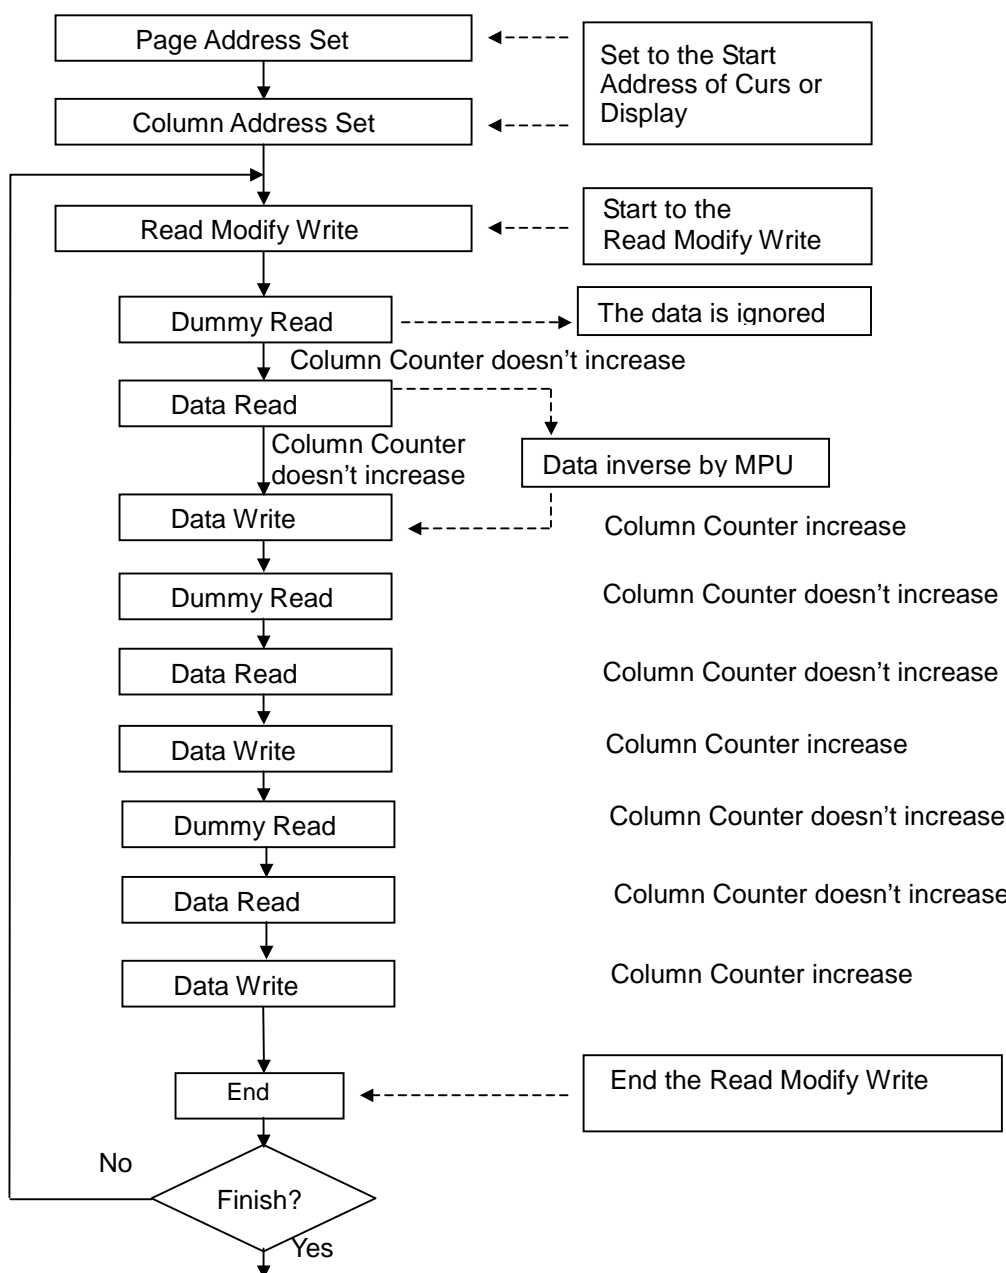 Page Address Set
Set to the Start
Address of Curs or
Display
Column Address Set
Read Modify Write
Start to the
Read Modify Write
Dummy Read
The data is ignored
Column Counter doesn't increase
Data Read
Column Counter
doesn't increase
Data inverse by MPU
Data Write
Column Counter increase
Dummy Read
Column Counter doesn't increase
Data Read
Column Counter doesn't increase
Data Write
Column Counter increase
Dummy Read
Column Counter doesn't increase
Data Read
Column Counter doesn't increase
Data Write
Column Counter increase
End
End the Read Modify Write
No
Finish?
Yes